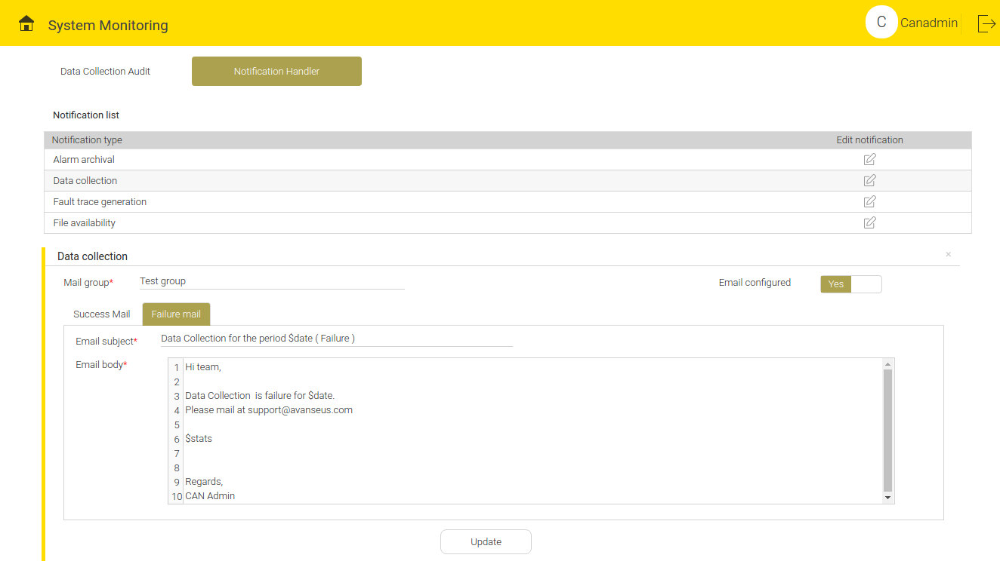 System Monitoring
C Canadmin
Data Collection Audit Notification Handler
Notification list
Notification type Edit notification
Alarm archival
Data collection
Fault trace generation
File availability
Data collection ×
Mail group* Test group Email configured Yes
Success Mail Failure mail
Email subject* Data Collection for the period $date ( Failure )
Email body*
1 Hi team,
2
3 Data Collection  is failure for $date.
4 Please mail at support@avanseus.com
5
6 $stats
7
8
9 Regards,
10 CAN Admin
Update